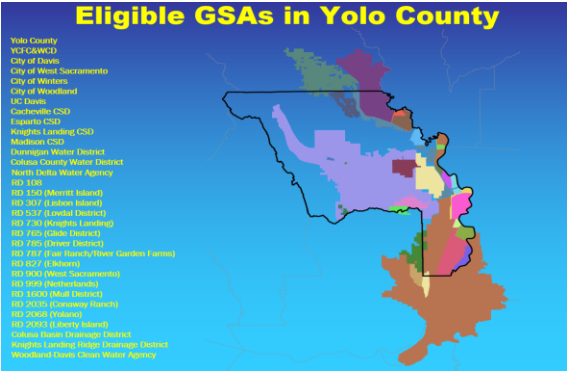 Eligible GSAs in Yolo County
Yolo County
YCFC&WCD
City of Davis
City of West Sacramento
City of Winters
City of Woodland
UC Davis
Cacheville CSD
Esparto CSD
Knights Landing CSD
Madison CSD
Dunnigan Water District
Colusa County Water District
North Delta Water Agency
RD 108
RD 150 (Merritt Island)
RD 307 (Lisbon Island)
RD 537 (Lovdal District)
RD 730 (Knights Landing)
RD 765 (Glide District)
RD 785 (Driver District)
RD 787 (Fair Ranch/River Garden Farms)
RD 827 (Elkhorn)
RD 900 (West Sacramento)
RD 999 (Netherlands)
RD 1600 (Mull District)
RD 2035 (Conaway Ranch)
RD 2068 (Yolano)
RD 2093 (Liberty Island)
Colusa Basin Drainage District
Knights Landing Ridge Drainage District
Woodland-Davis Clean Water Agency